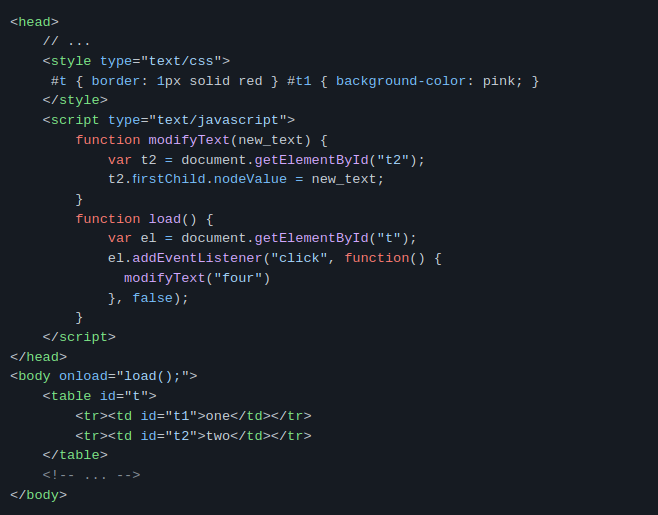 <head>
    // ...
    <style type="text/css">
     #t { border: 1px solid red } #t1 { background-color: pink; }
    </style>
    <script type="text/javascript">
        function modifyText(new_text) {
            var t2 = document.getElementById("t2");
            t2.firstChild.nodeValue = new_text;
        }
        function load() {
            var el = document.getElementById("t");
            el.addEventListener("click", function() {
              modifyText("four")
            }, false);
        }
    </script>
</head>
<body onload="load();">
    <table id="t">
        <tr><td id="t1">one</td></tr>
        <tr><td id="t2">two</td></tr>
    </table>
    <!-- ... -->
</body>